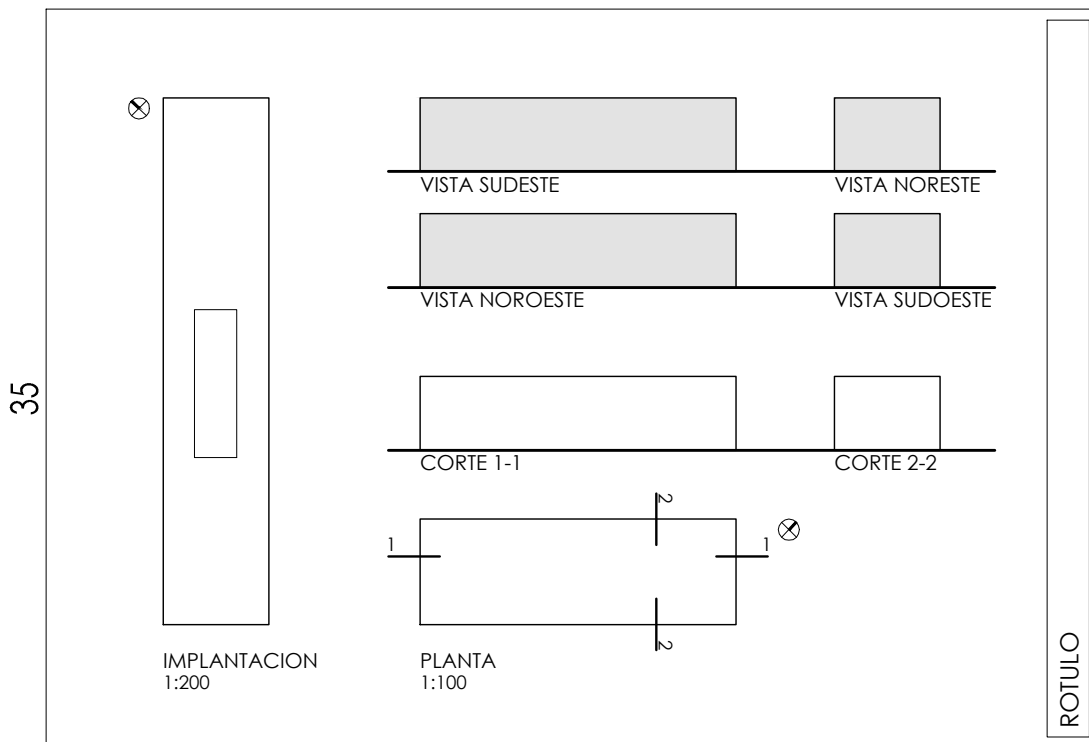 VISTA SUDESTE
VISTA NORESTE
VISTA NOROESTE
VISTA SUDOESTE
35
CORTE 1-1
CORTE 2-2
2
1
1
2
IMPLANTACION
1:200
PLANTA
1:100
ROTULO